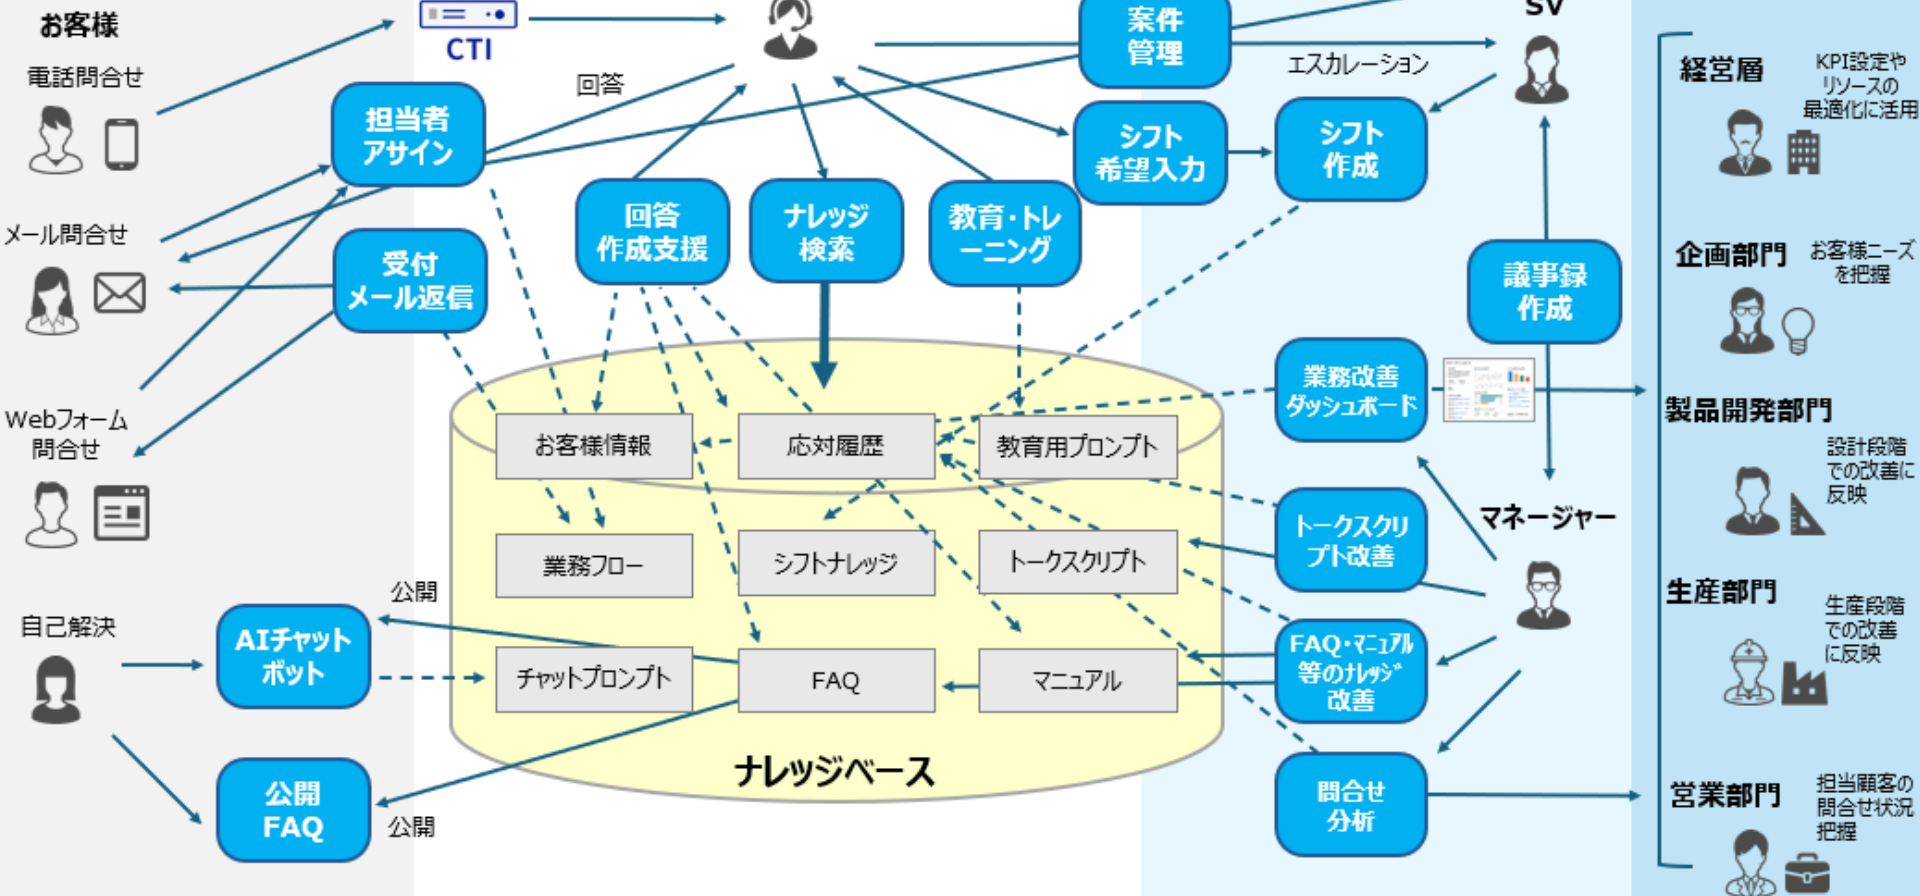 お客様
電話問合せ
メール問合せ
Webフォーム
問合せ
自己解決
CTI
担当者
アサイン
受付
メール返信
AIチャット
ボット
公開
FAQ
公開
公開
回答
回答
作成支援
ナレッジ
検索
教育・トレ
ーニング
案件
管理
シフト
希望入力
エスカレーション
シフト
作成
SV
お客様情報
応対履歴
教育用プロンプト
業務フロー
シフトナレッジ
トークスクリプト
チャットプロンプト
FAQ
マニュアル
ナレッジベース
議事録
作成
業務改善
ダッシュボード
トークスクリ
プト改善
FAQ・マニュアル
等のナレッジ
改善
問合せ
分析
マネージャー
経営層
KPI設定や
リソースの
最適化に活用
企画部門
お客様ニーズ
を把握
製品開発部門
設計段階
での改善に
反映
生産部門
生産段階
での改善
に反映
営業部門
担当顧客の
問合せ状況
把握